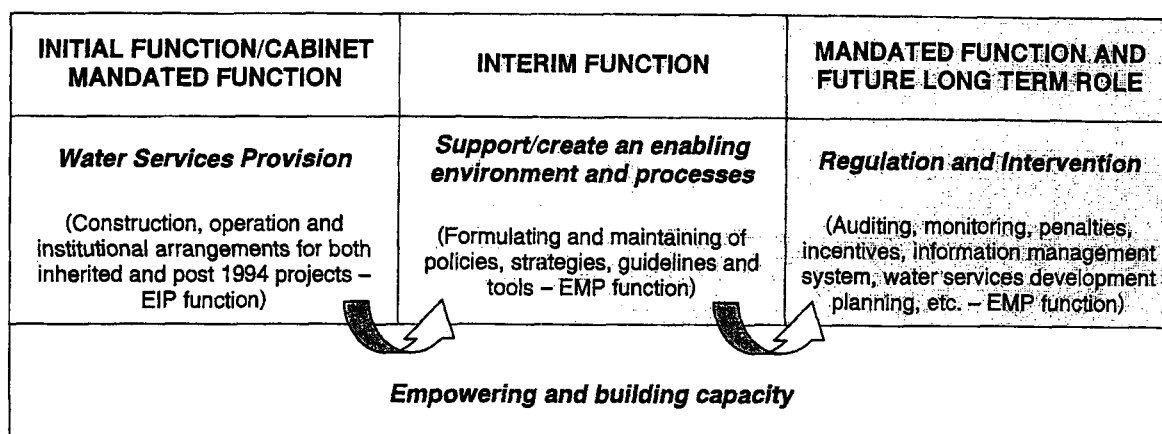 INITIAL FUNCTION/CABINET
MANDATED FUNCTION
INTERIM FUNCTION
MANDATED FUNCTION AND
FUTURE LONG TERM ROLE
Water Services Provision
(Construction, operation and
institutional arrangements for both
inherited and post 1994 projects –
EIP function)
Support/create an enabling
environment and processes
(Formulating and maintaining of
policies, strategies, guidelines and
tools – EMP function)
Regulation and Intervention
(Auditing, monitoring, penalties,
incentives, information management
system, water services development
planning, etc. – EMP function)
Empowering and building capacity